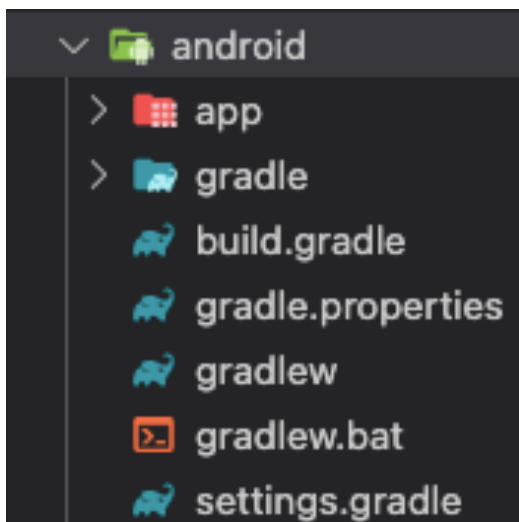 android
app
gradle
build.gradle
gradle.properties
gradlew
gradlew.bat
settings.gradle